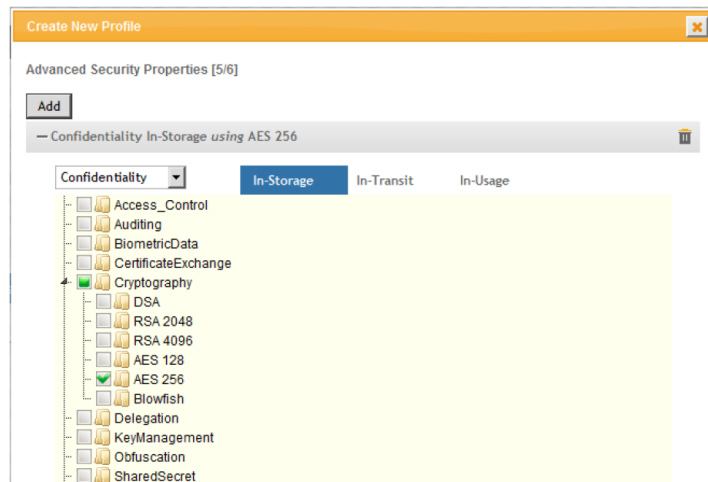 Create New Profile
Advanced Security Properties [5/6]
Add
Confidentiality In-Storage using AES 256
Confidentiality In-Storage In-Transit In-Usage
Access_Control
Auditing
BiometricData
CertificateExchange
Cryptography
DSA
RSA 2048
RSA 4096
AES 128
AES 256
Blowfish
Delegation
KeyManagement
Obfuscation
SharedSecret